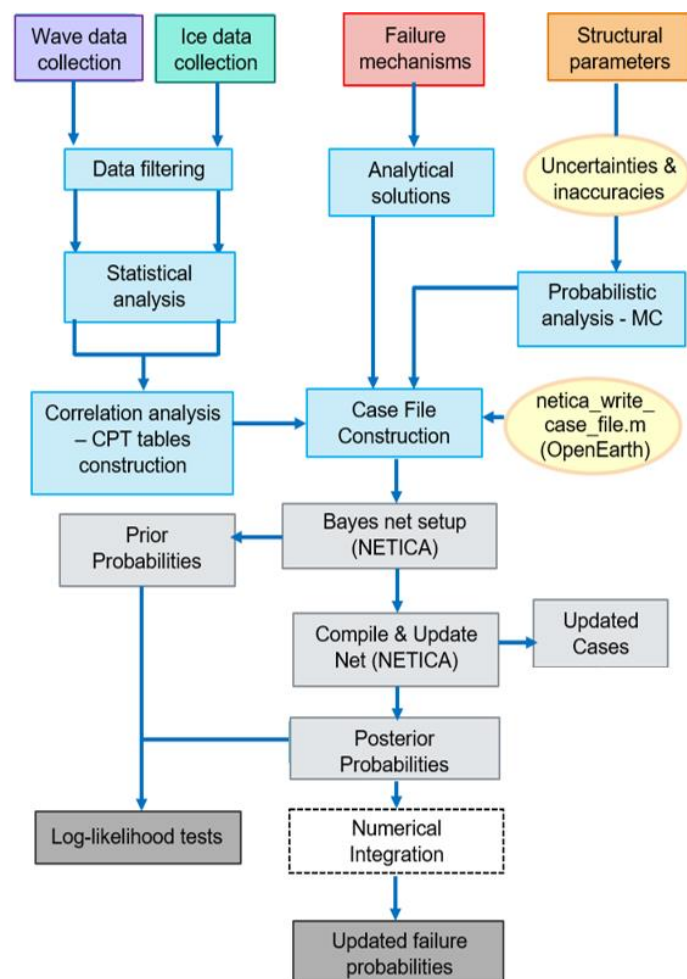 Wave data
collection
Ice data
collection
Failure
mechanisms
Structural
parameters
Data filtering
Analytical
solutions
Uncertainties &
inaccuracies
Statistical
analysis
Probabilistic
analysis - MC
Correlation analysis
– CPT tables
construction
Case File
Construction
netica_write_
case_file.m
(OpenEarth)
Prior
Probabilities
Bayes net setup
(NETICA)
Compile & Update
Net (NETICA)
Updated
Cases
Posterior
Probabilities
Log-likelihood tests
Numerical
Integration
Updated failure
probabilities